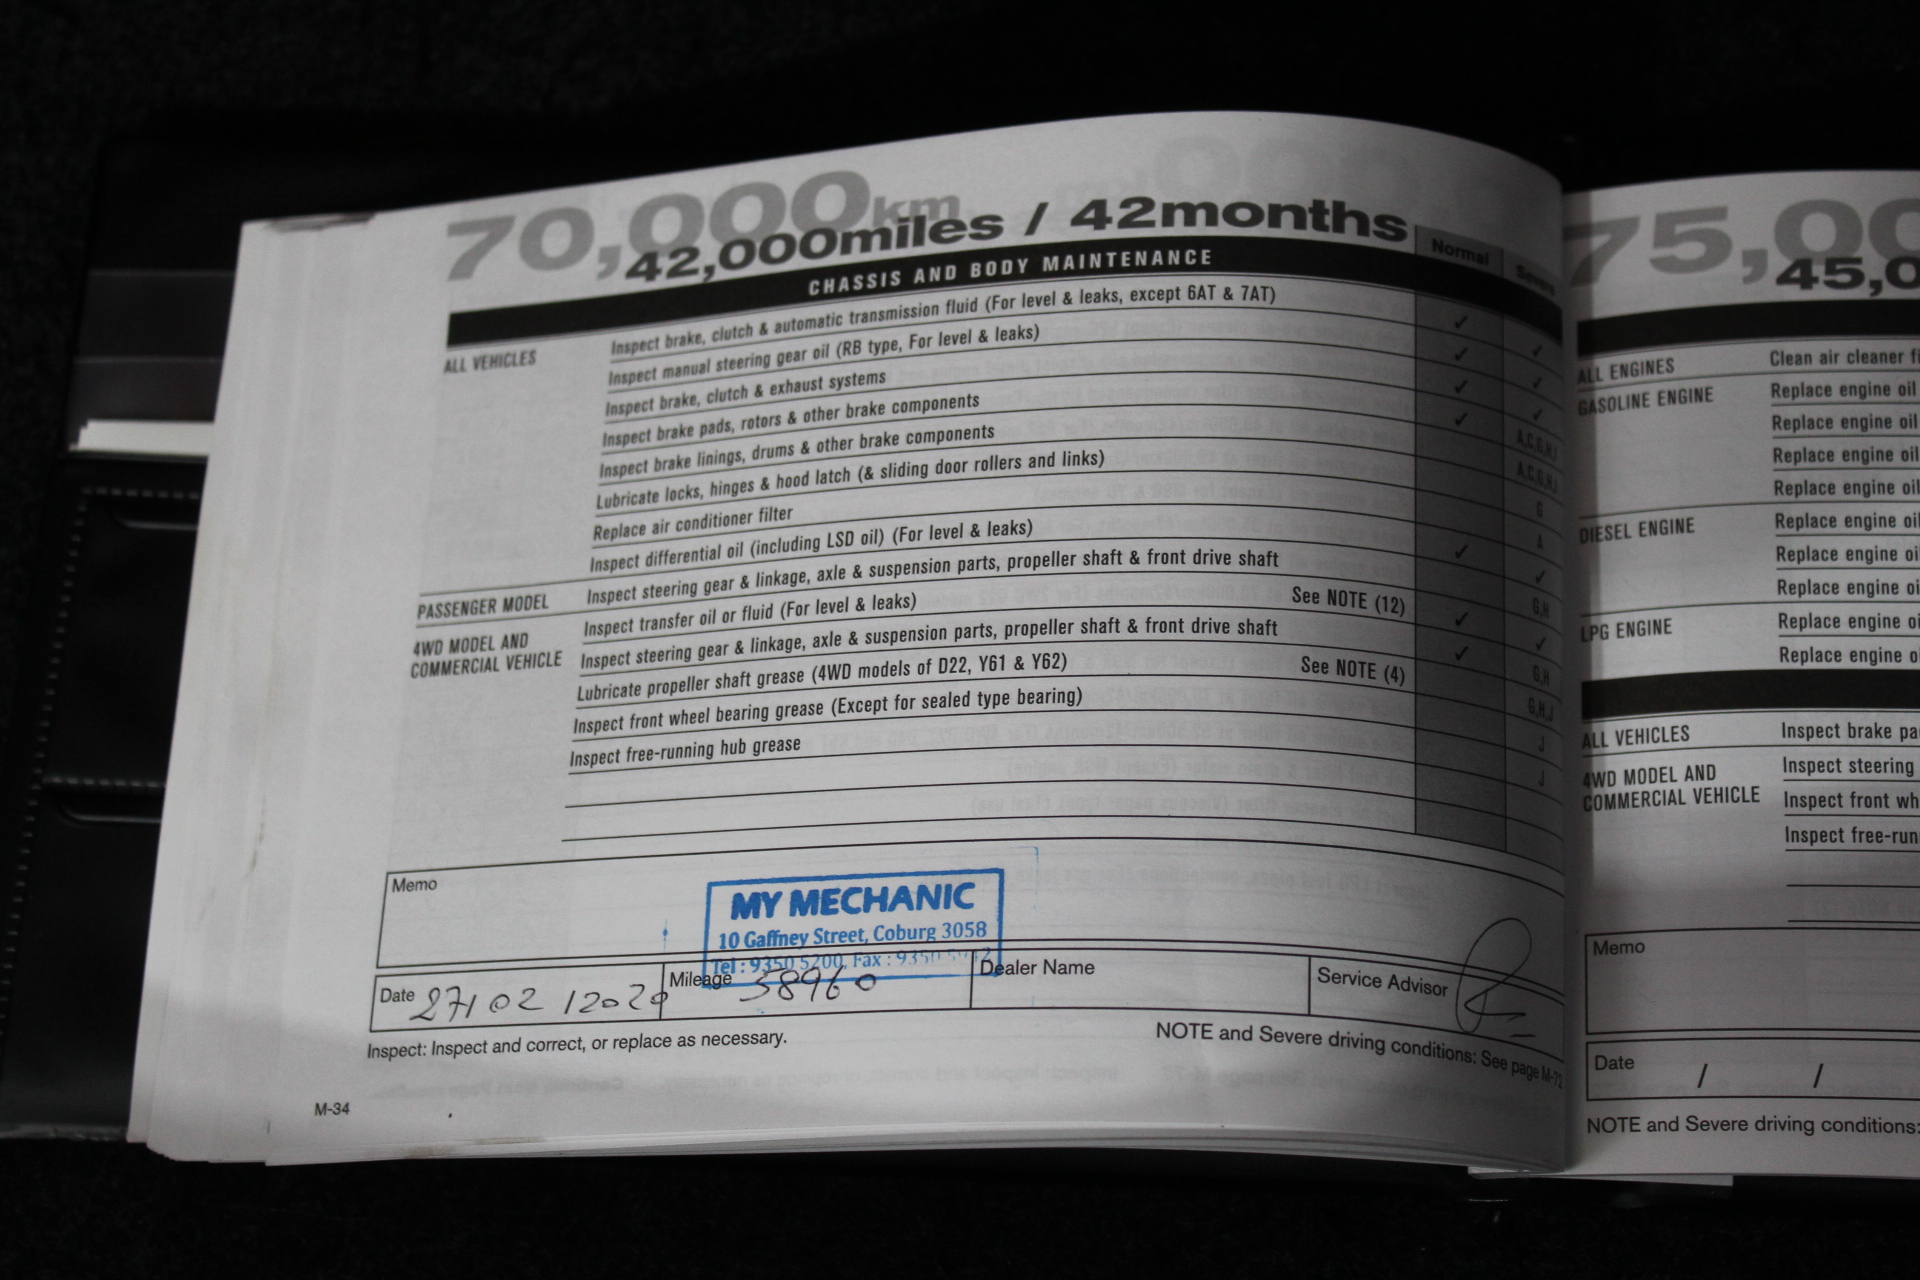 70,000km
42,000miles / 42months
CHASSIS AND BODY MAINTENANCE
Normal
Severe
ALL VEHICLES
Inspect brake, clutch & automatic transmission fluid (For level & leaks, except 6AT & 7AT) ✓ ✓
Inspect manual steering gear oil (RB type, For level & leaks) ✓ ✓
Inspect brake, clutch & exhaust systems ✓ ✓
Inspect brake pads, rotors & other brake components ✓ A,C,G,H,J
Inspect brake linings, drums & other brake components A,C,G,H,J
Lubricate locks, hinges & hood latch (& sliding door rollers and links) G
Replace air conditioner filter A
Inspect differential oil (including LSD oil) (For level & leaks) ✓ ✓
PASSENGER MODEL
Inspect steering gear & linkage, axle & suspension parts, propeller shaft & front drive shaft G,H
4WD MODEL AND
COMMERCIAL VEHICLE
Inspect transfer oil or fluid (For level & leaks) See NOTE (12) ✓ ✓
Inspect steering gear & linkage, axle & suspension parts, propeller shaft & front drive shaft ✓ G,H
Lubricate propeller shaft grease (4WD models of D22, Y61 & Y62) See NOTE (4) G,H,J
Inspect front wheel bearing grease (Except for sealed type bearing) J
Inspect free-running hub grease J
Memo
MY MECHANIC
10 Gaffney Street, Coburg 3058
Tel : 9350 5200, Fax : 9350
Date 27/02/2020
Mileage 58960
Dealer Name
Service Advisor
Inspect: Inspect and correct, or replace as necessary.
NOTE and Severe driving conditions: See page M-72
M-34
75,00
45,0
ALL ENGINES
Clean air cleaner fi
GASOLINE ENGINE
Replace engine oil
Replace engine oil
Replace engine oil
Replace engine oil
DIESEL ENGINE
Replace engine oil
Replace engine oi
Replace engine oi
LPG ENGINE
Replace engine oi
Replace engine o
ALL VEHICLES
Inspect brake pa
4WD MODEL AND
COMMERCIAL VEHICLE
Inspect steering
Inspect front wh
Inspect free-run
Memo
Date / /
NOTE and Severe driving conditions: